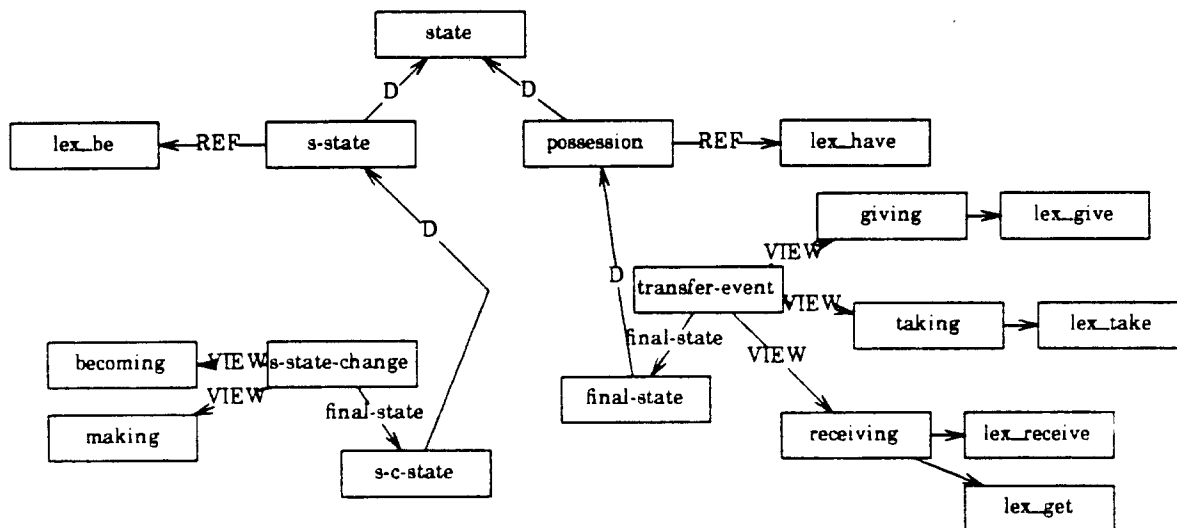 state
D
D
lex_be
REF
s-state
possession
REF
lex_have
giving
lex_give
D
VIEW
D
transfer-event
VIEW
taking
lex_take
final-state
becoming
VIEW
s-state-change
VIEW
VIEW
final-state
final-state
making
receiving
lex_receive
s-c-state
lex_get